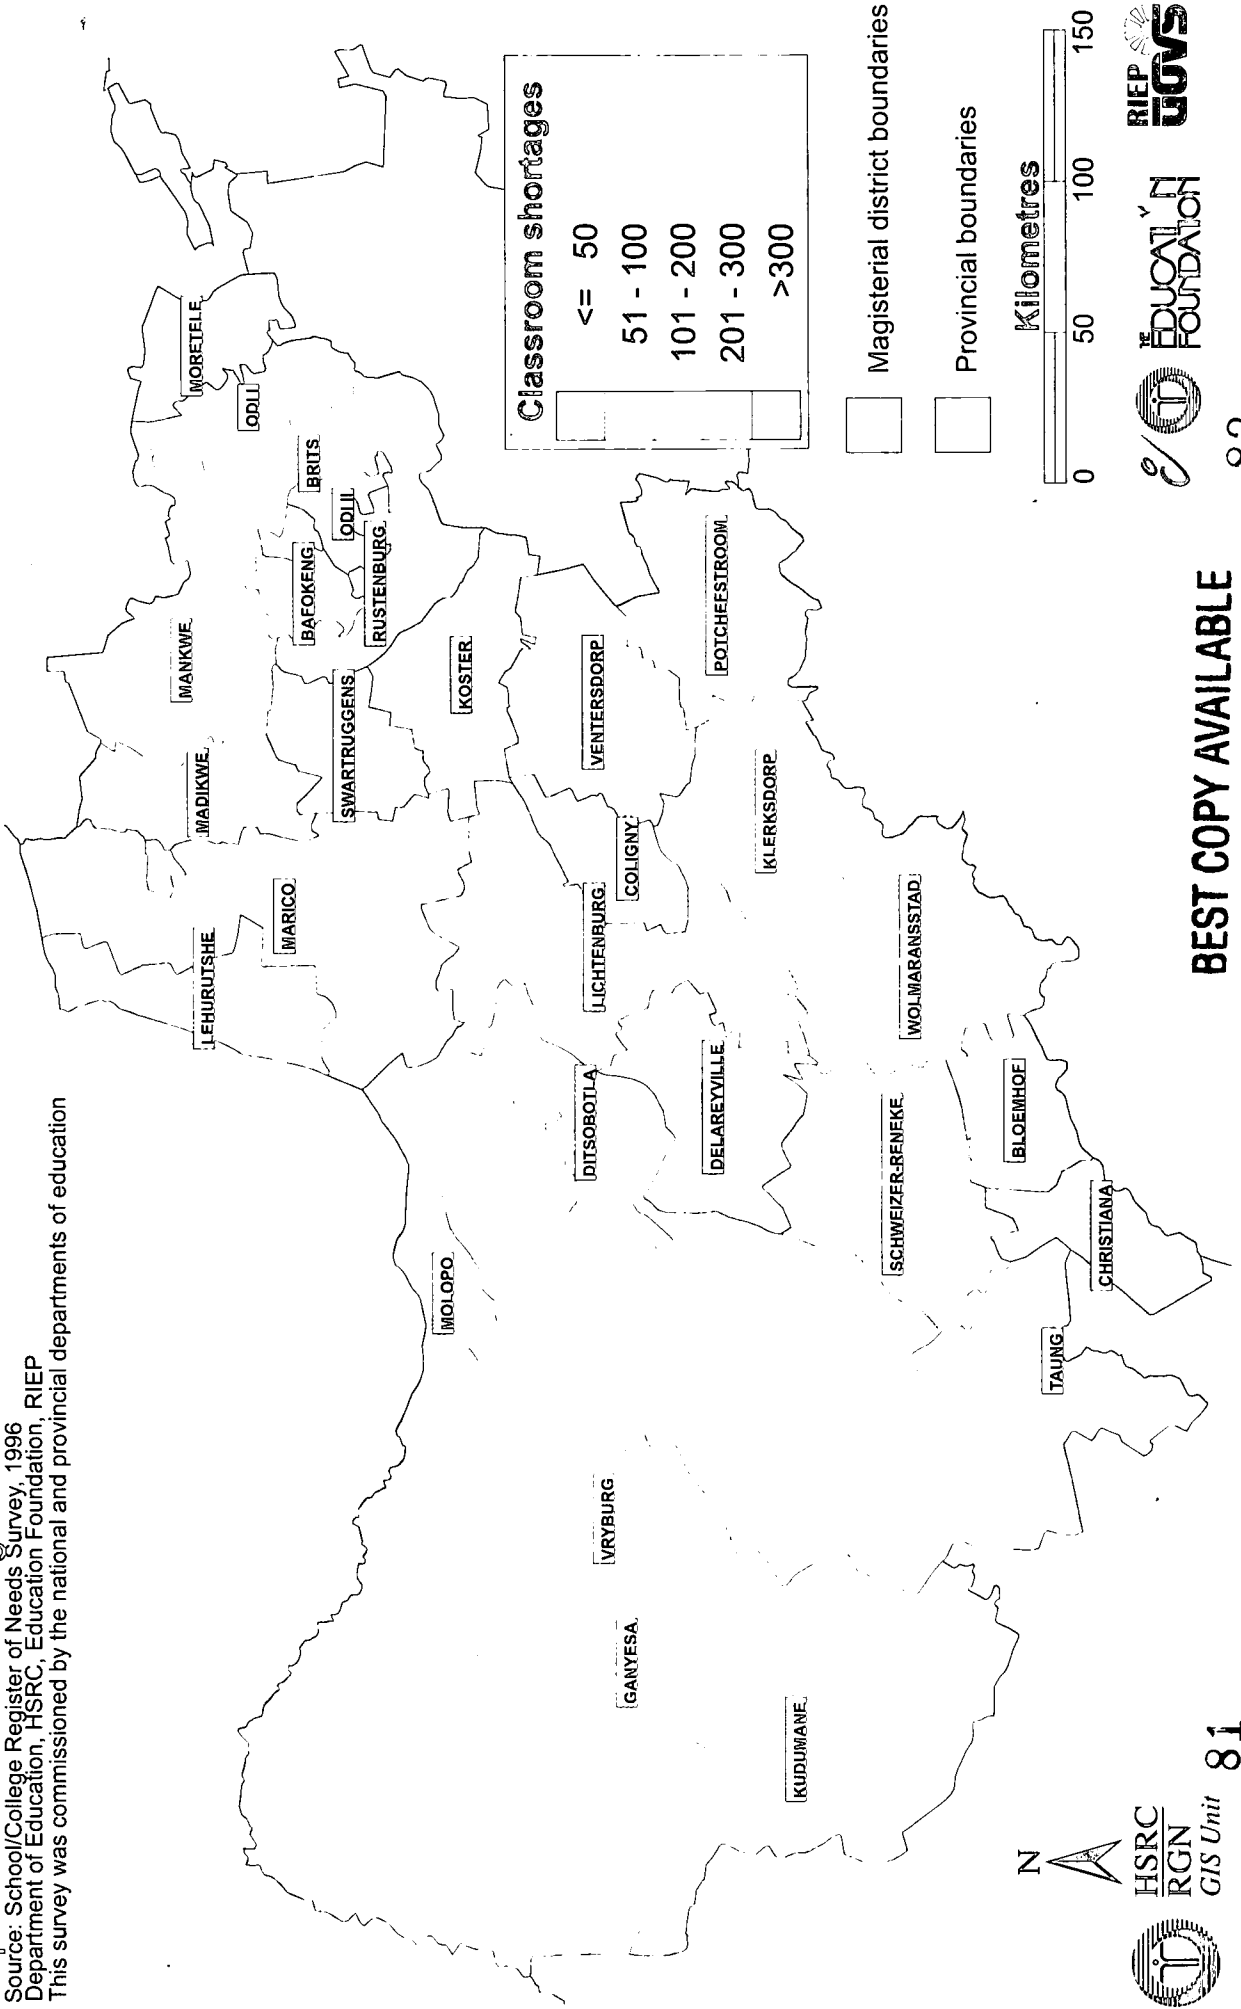 Source: School/College Register of Needs Survey, 1996
Department of Education, HSRC, Education Foundation, RIEP
This survey was commissioned by the national and provincial departments of education
MORETELE
ODI I
BRITS
ODI II
BAFOKENG
RUSTENBURG
MANKWE
MADIKWE
SWARTRUGGENS
KOSTER
LEHURUTSHE
MARICO
VENTERSDORP
POTCHEFSTROOM
COLIGNY
KLERKSDORP
LICHTENBURG
WOLMARANSSTAD
DITSOBOTLA
DELAREYVILLE
SCHWEIZER-RENEKE
BLOEMHOF
CHRISTIANA
MOLOPO
TAUNG
VRYBURG
GANYESA
KUDUMANE
Classroom shortages
<= 50
51 - 100
101 - 200
201 - 300
>300
Magisterial district boundaries
Provincial boundaries
Kilometres
0 50 100 150
N
HSRC
RGN
GIS Unit
81
BEST COPY AVAILABLE
THE
EDUCATI N
FOUNDATION
RIEP
UOVS